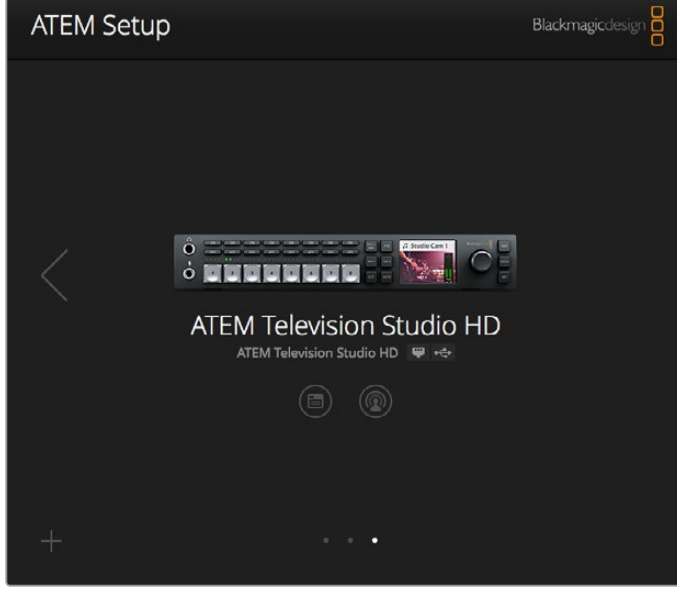 ATEM Setup
Blackmagicdesign
Studio Cam 1
ATEM Television Studio HD
ATEM Television Studio HD